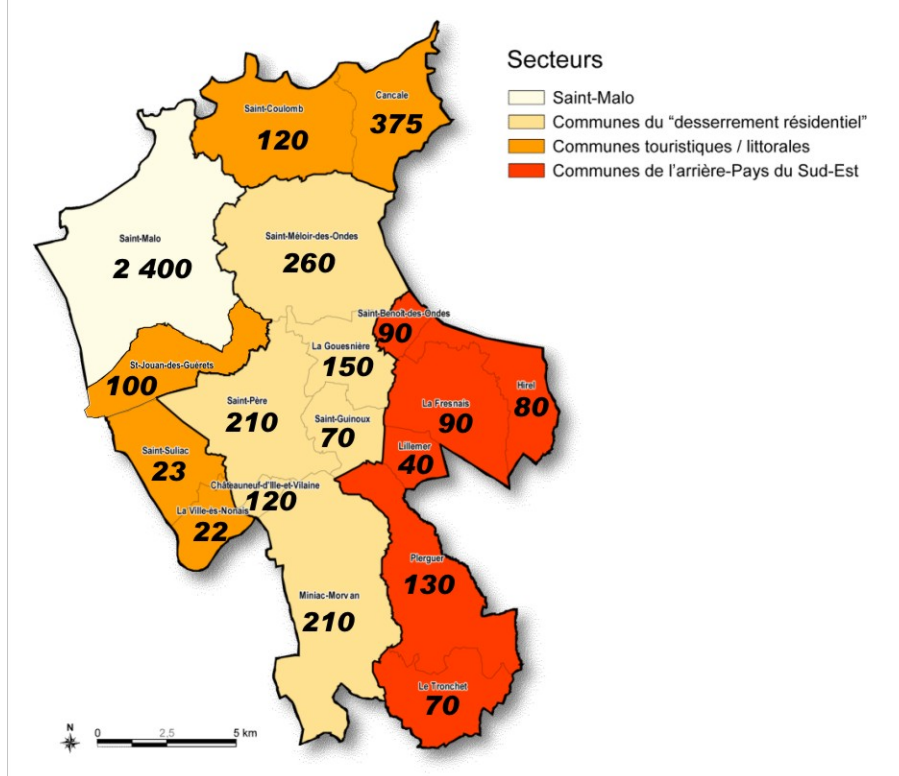 Secteurs
Saint-Malo
Communes du “desserrement résidentiel”
Communes touristiques / littorales
Communes de l’arrière-Pays du Sud-Est
Cancale
375
Saint-Coulomb
120
Saint-Malo
2 400
Saint-Méloir-des-Ondes
260
Saint-Benoît-des-Ondes
90
La Gouesnière
150
St-Jouan-des-Guérets
100
Hirel
80
Saint-Père
210
La Fresnais
90
Saint-Guinoux
70
Lillemer
40
Saint-Suliac
23
Châteauneuf-d'Ille-et-Vilaine
120
La Ville-ès-Nonais
22
Plerguer
130
Miniac-Morvan
210
Le Tronchet
70
N
0 2,5 5 km